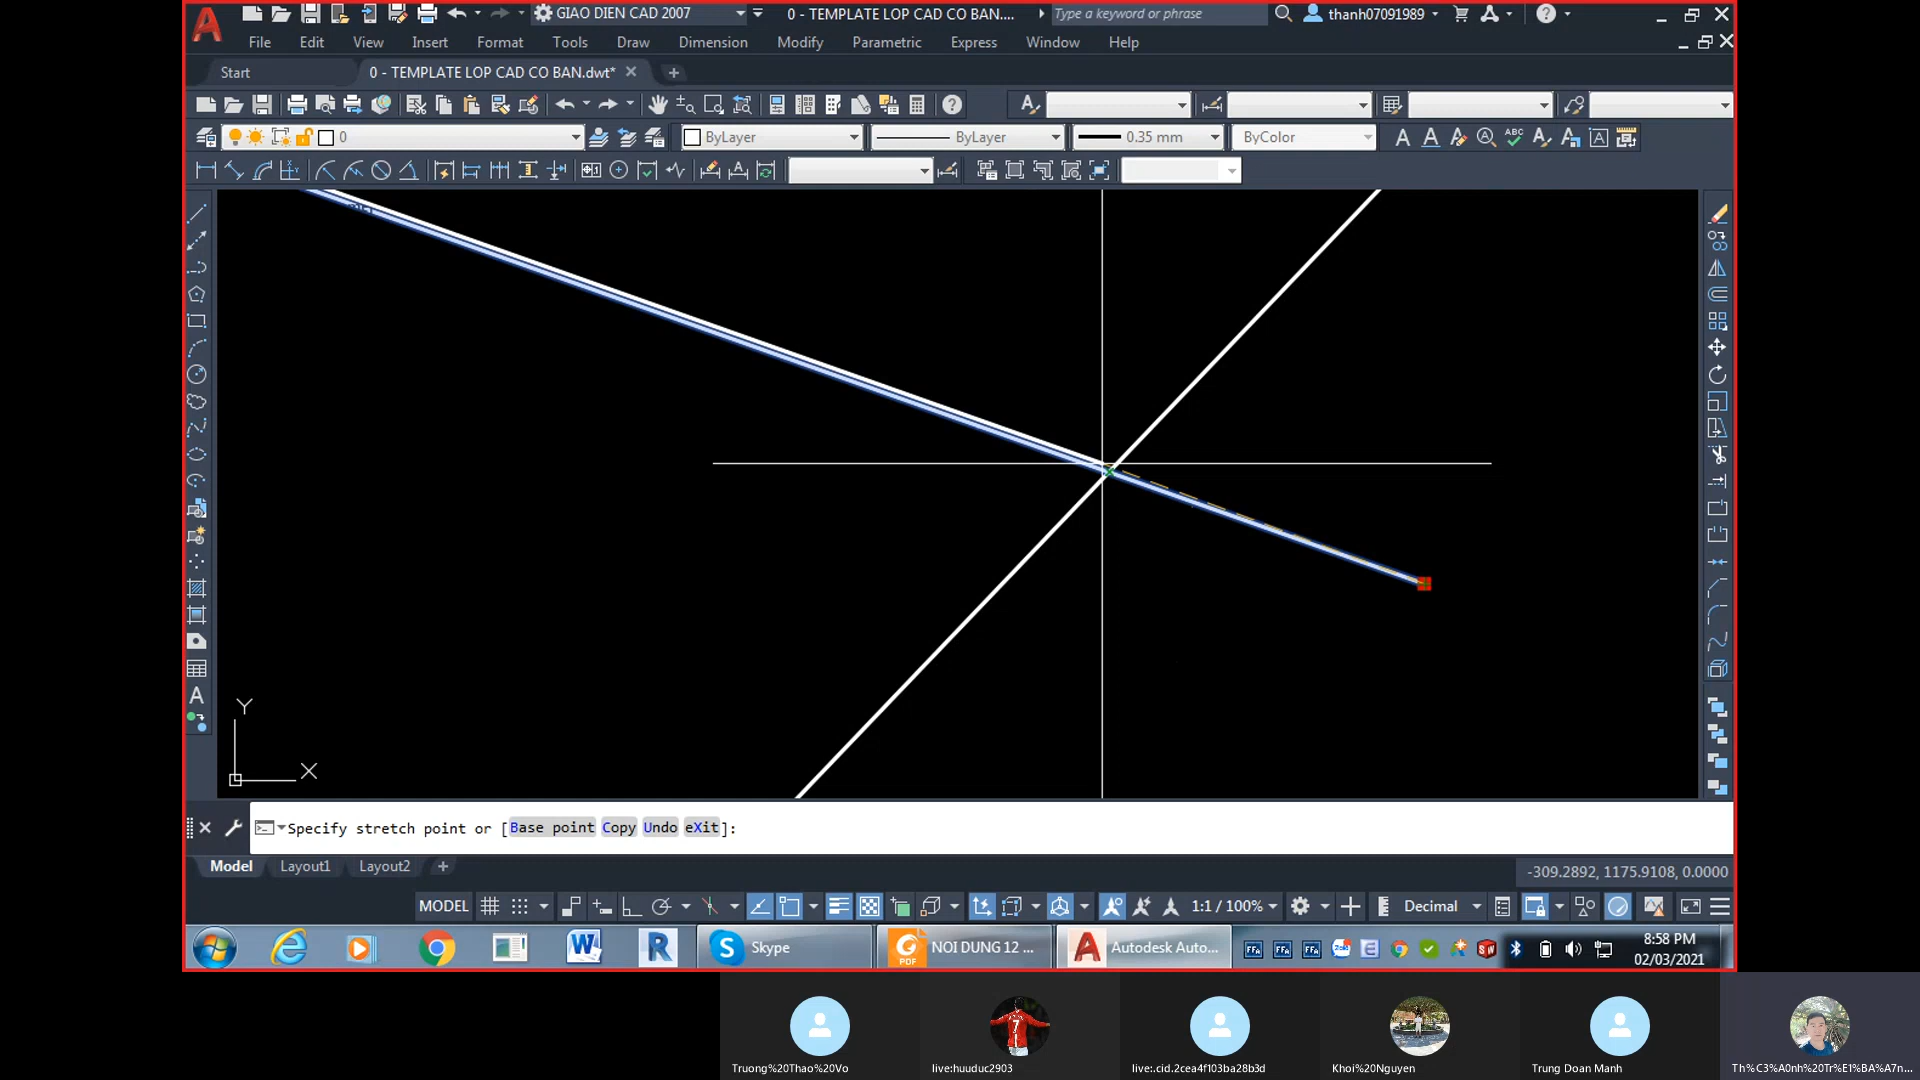 GIAO DIEN CAD 2007
0 - TEMPLATE LOP CAD CO BAN....
Type a keyword or phrase
thanh07091989
File Edit View Insert Format Tools Draw Dimension Modify Parametric Express Window Help
Start
0 - TEMPLATE LOP CAD CO BAN.dwt*
0
ByLayer
ByLayer
0.35 mm
ByColor
Y
X
Specify stretch point or [Base point Copy Undo eXit]:
Model Layout1 Layout2 +
-309.2892, 1175.9108, 0.0000
MODEL
1:1 / 100%
Decimal
Skype
NOI DUNG 12 ...
Autodesk Auto...
8:58 PM
02/03/2021
Truong%20Thao%20Vo
live:huuduc2903
live:.cid.2cea4f103ba28b3d
Khoi%20Nguyen
Trung Doan Manh
Th%C3%A0nh%20Tr%E1%BA%A7n...